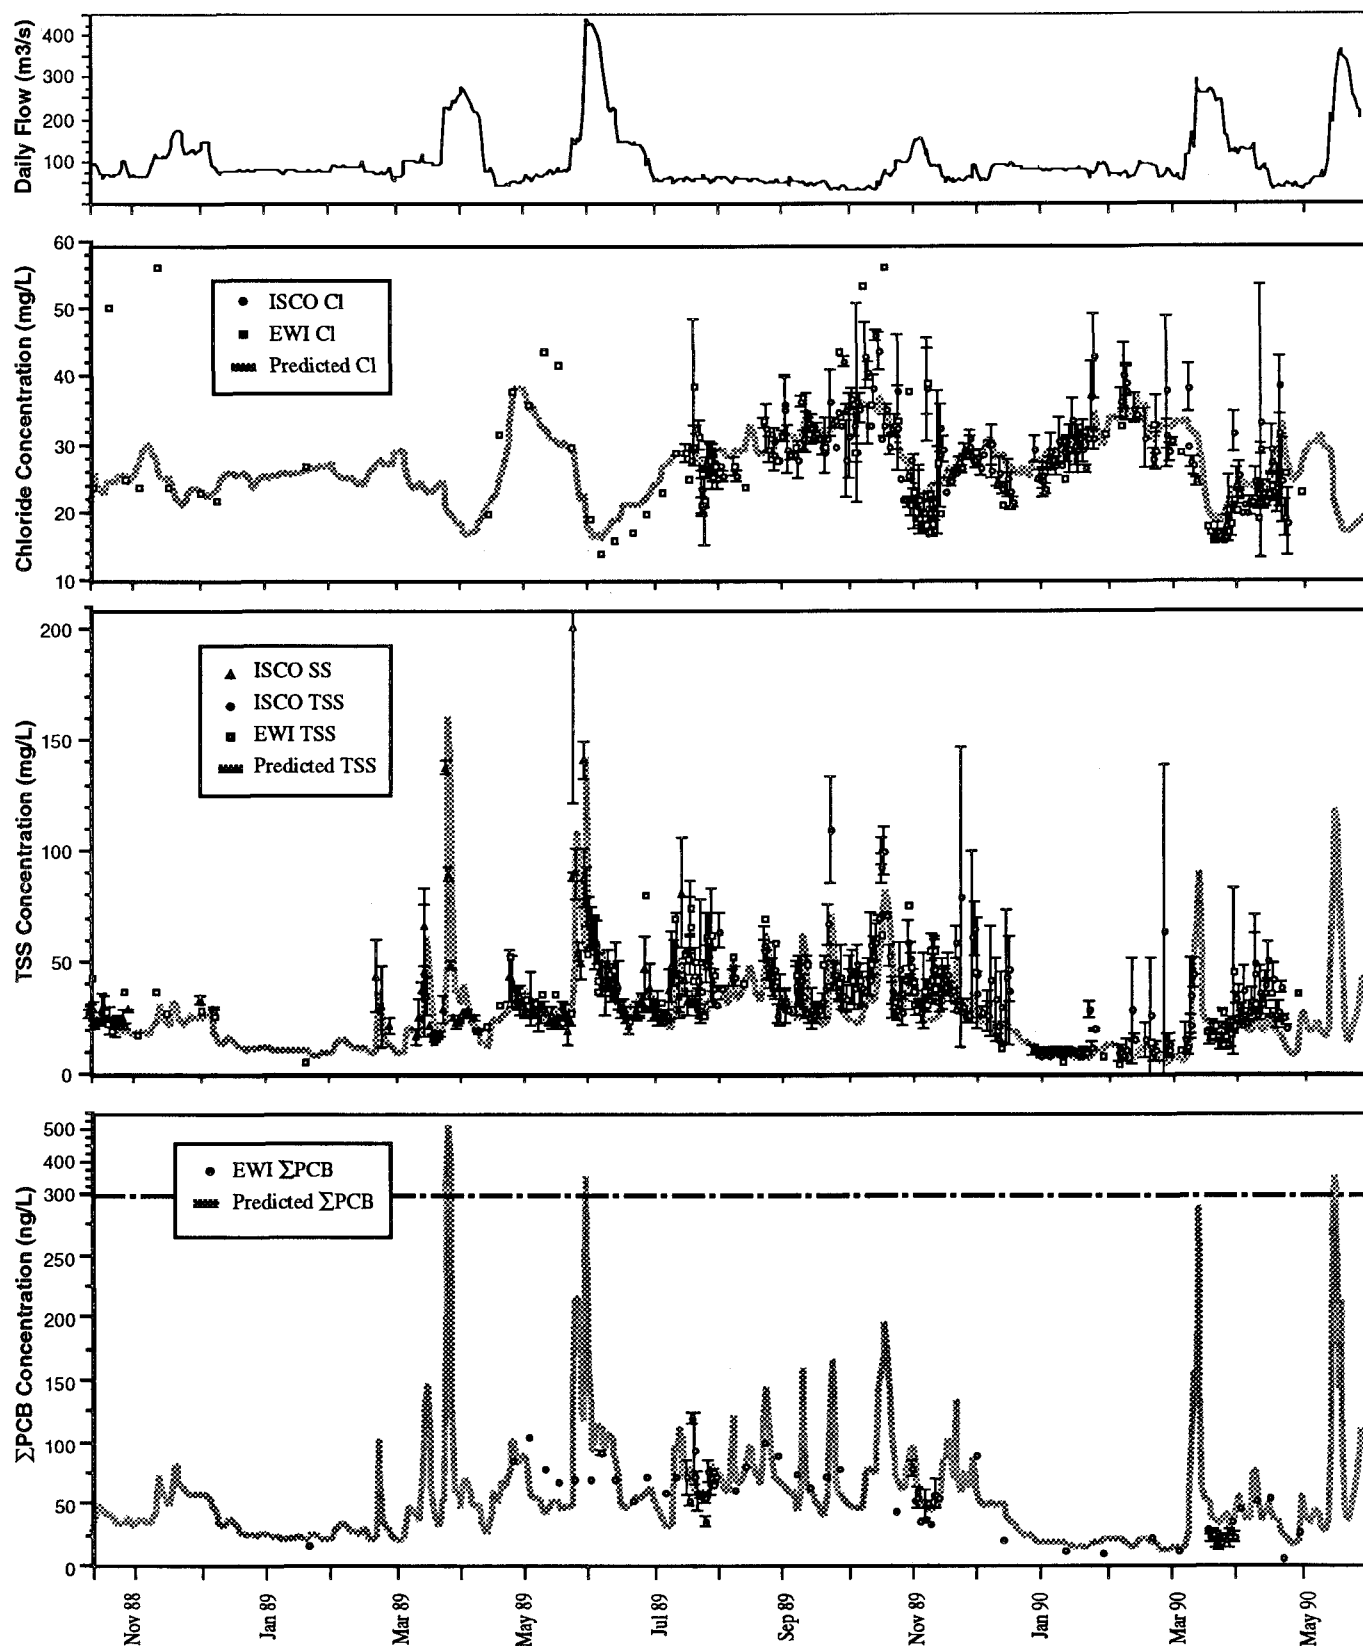 Daily Flow (m3/s)
400
300
200
100
Chloride Concentration (mg/L)
60
50
40
30
20
10
ISCO Cl
EWI Cl
Predicted Cl
TSS Concentration (mg/L)
200
150
100
50
0
ISCO SS
ISCO TSS
EWI TSS
Predicted TSS
ΣPCB Concentration (ng/L)
500
400
300
250
200
150
100
50
0
EWI ΣPCB
Predicted ΣPCB
Nov 88
Jan 89
Mar 89
May 89
Jul 89
Sep 89
Nov 89
Jan 90
Mar 90
May 90